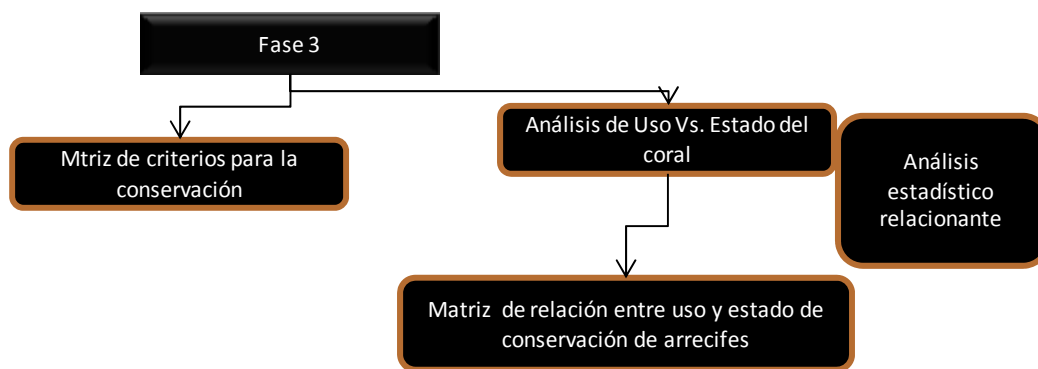 Fase 3
Mtriz de criterios para la
conservación
Análisis de Uso Vs. Estado del
coral
Análisis
estadístico
relacionante
Matriz de relación entre uso y estado de
conservación de arrecifes